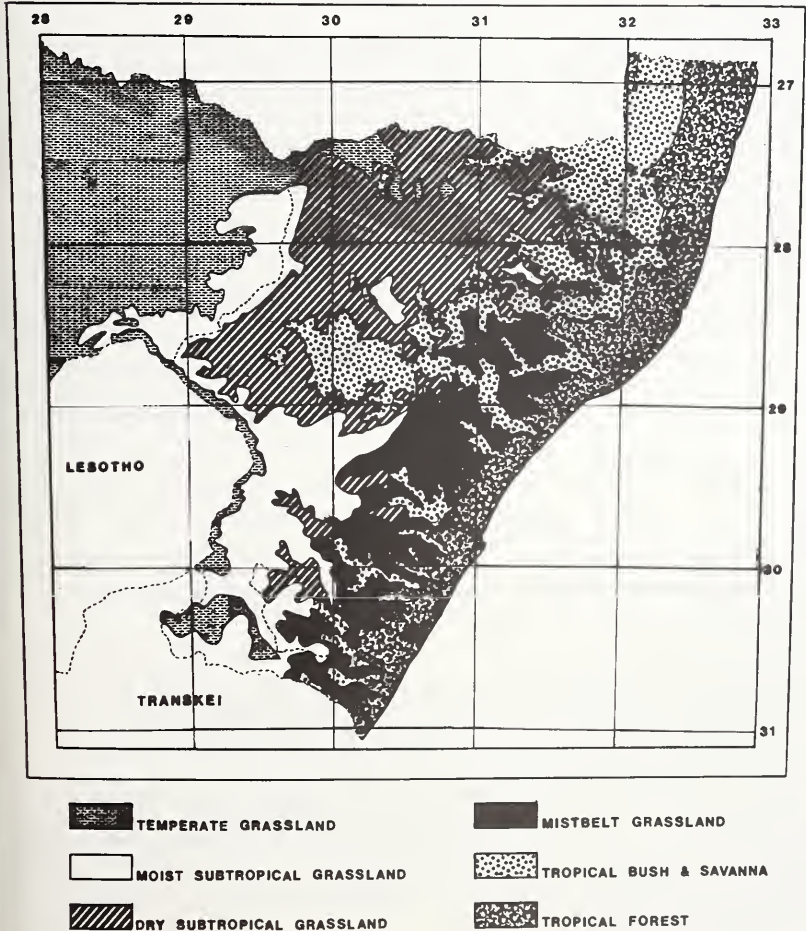 28 29 30 31 32 33
27
28
29
LESOTHO
30
TRANSKEI
31
TEMPERATE GRASSLAND
MISTBELT GRASSLAND
MOIST SUBTROPICAL GRASSLAND
TROPICAL BUSH & SAVANNA
DRY SUBTROPICAL GRASSLAND
TROPICAL FOREST